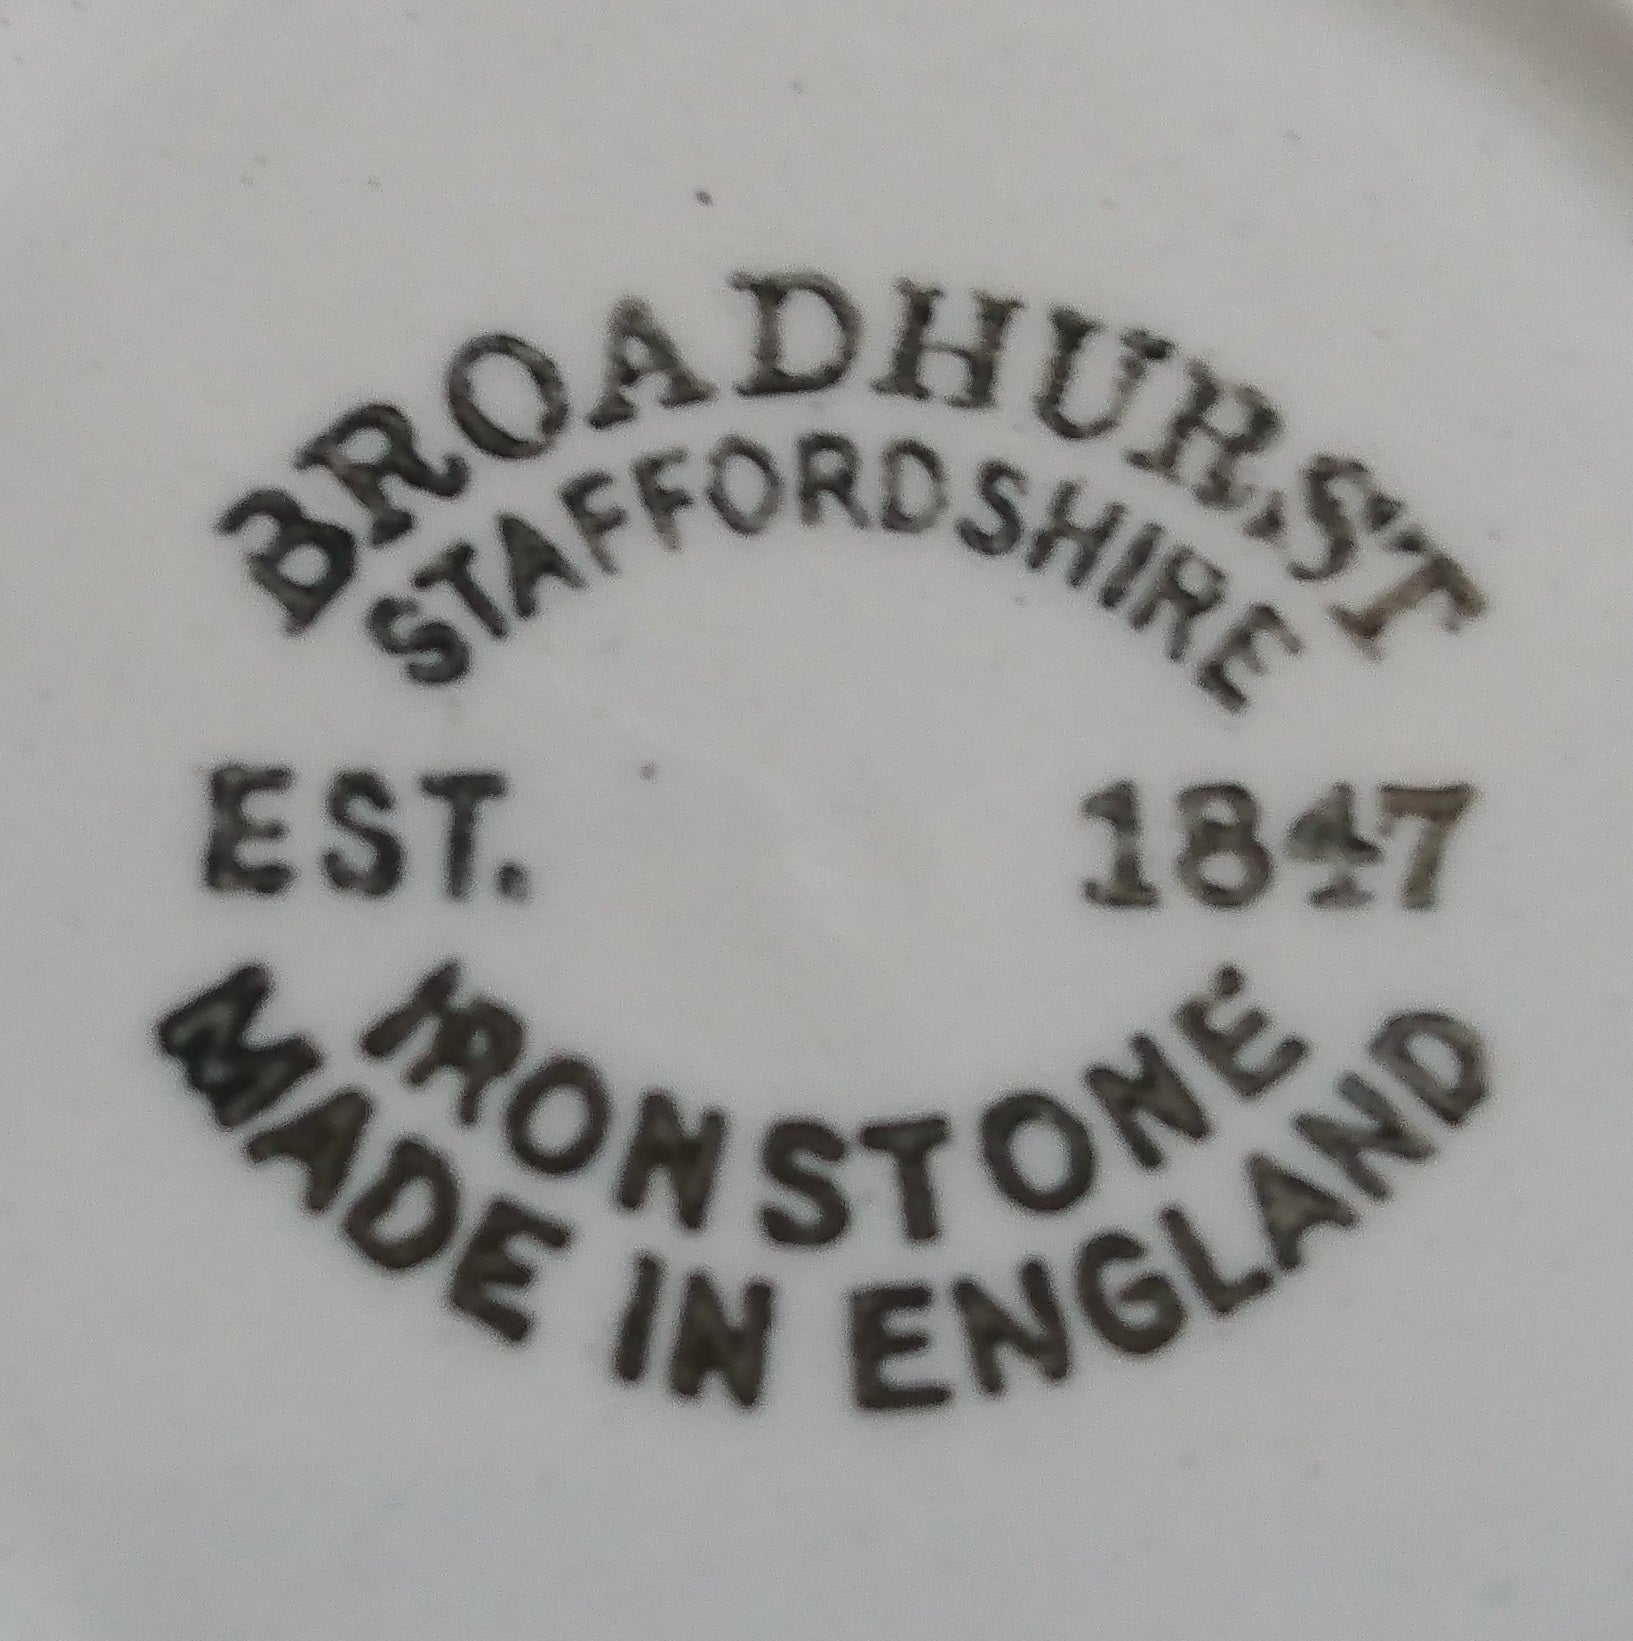 BROADHURST
STAFFORDSHIRE
EST. 1847
IRONSTONE
MADE IN ENGLAND